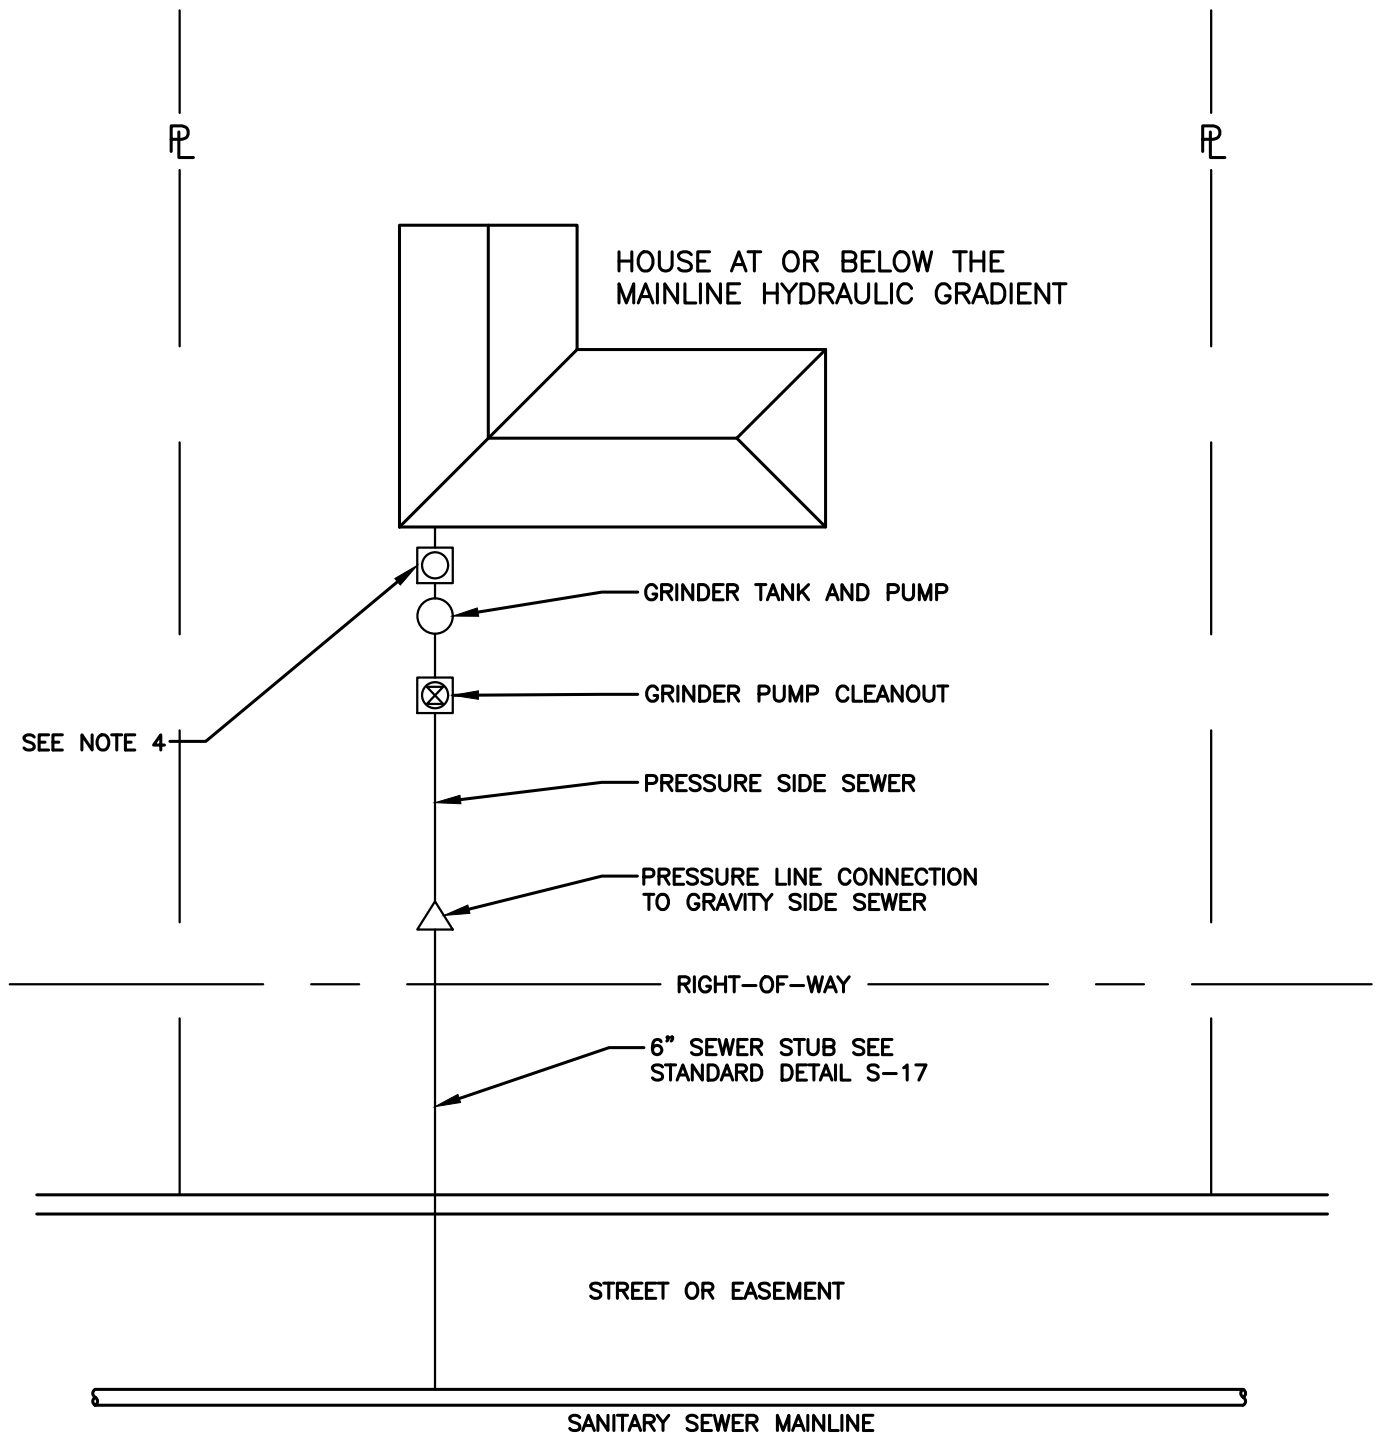 PL
PL
HOUSE AT OR BELOW THE
MAINLINE HYDRAULIC GRADIENT
GRINDER TANK AND PUMP
GRINDER PUMP CLEANOUT
SEE NOTE 4
PRESSURE SIDE SEWER
PRESSURE LINE CONNECTION
TO GRAVITY SIDE SEWER
RIGHT-OF-WAY
6" SEWER STUB SEE
STANDARD DETAIL S-17
STREET OR EASEMENT
SANITARY SEWER MAINLINE